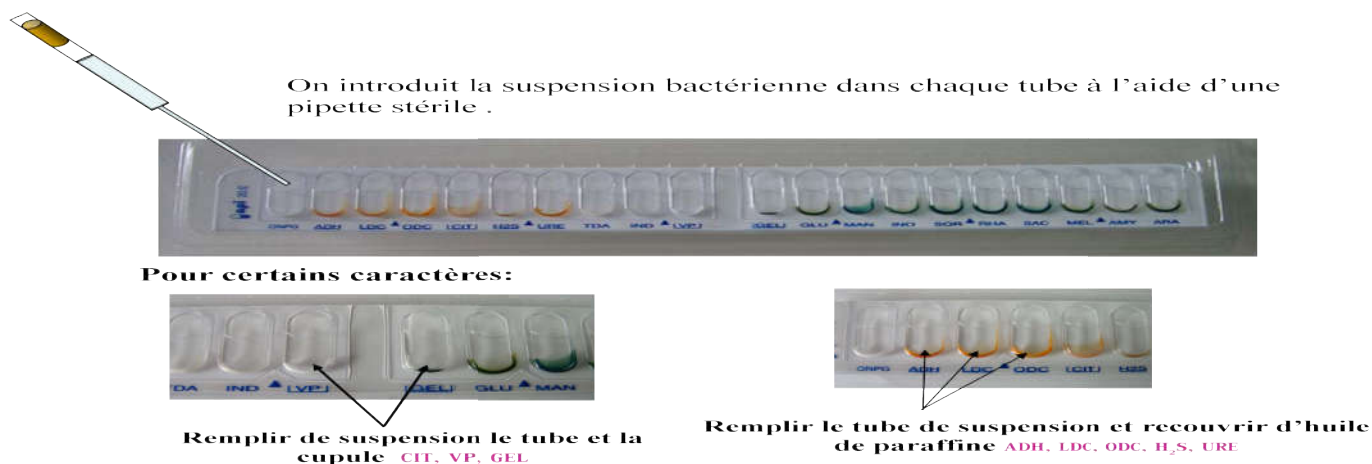 On introduit la suspension bactérienne dans chaque tube à l'aide d'une
pipette stérile .
api 20 E
ONPG ADH LDC ODC |CIT| H2S URE TDA IND |VP| |GEL| GLU MAN INO SOR RHA SAC MEL AMY ARA
Pour certains caractères:
TDA IND |VP| |GEL| GLU MAN
ONPG ADH LDC ODC |CIT| H2S
Remplir de suspension le tube et la
cupule CIT, VP, GEL
Remplir le tube de suspension et recouvrir d'huile
de paraffine ADH, LDC, ODC, H₂S, URE